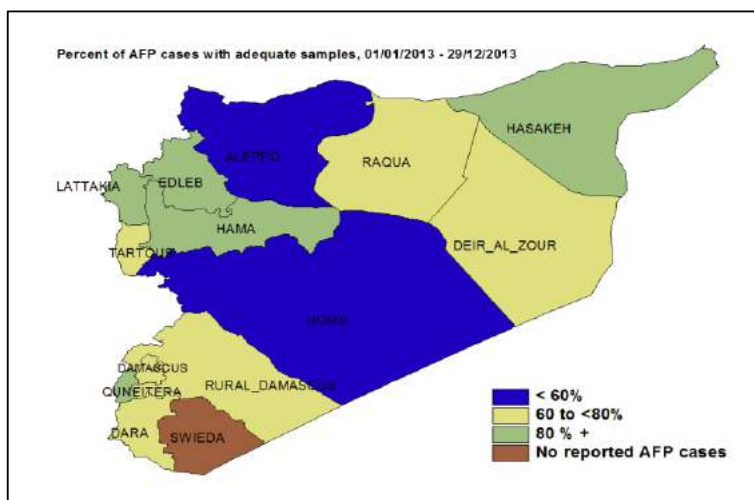 Percent of AFP cases with adequate samples, 01/01/2013 - 29/12/2013
HASAKEH
ALEPPO
RAQUA
EDLEB
LATTAKIA
HAMA
DEIR_AL_ZOUR
TARTOUS
HOMS
DAMASCUS
RURAL_DAMASCUS
QUNEITERA
DARA
SWIEDA
< 60%
60 to <80%
80 % +
No reported AFP cases